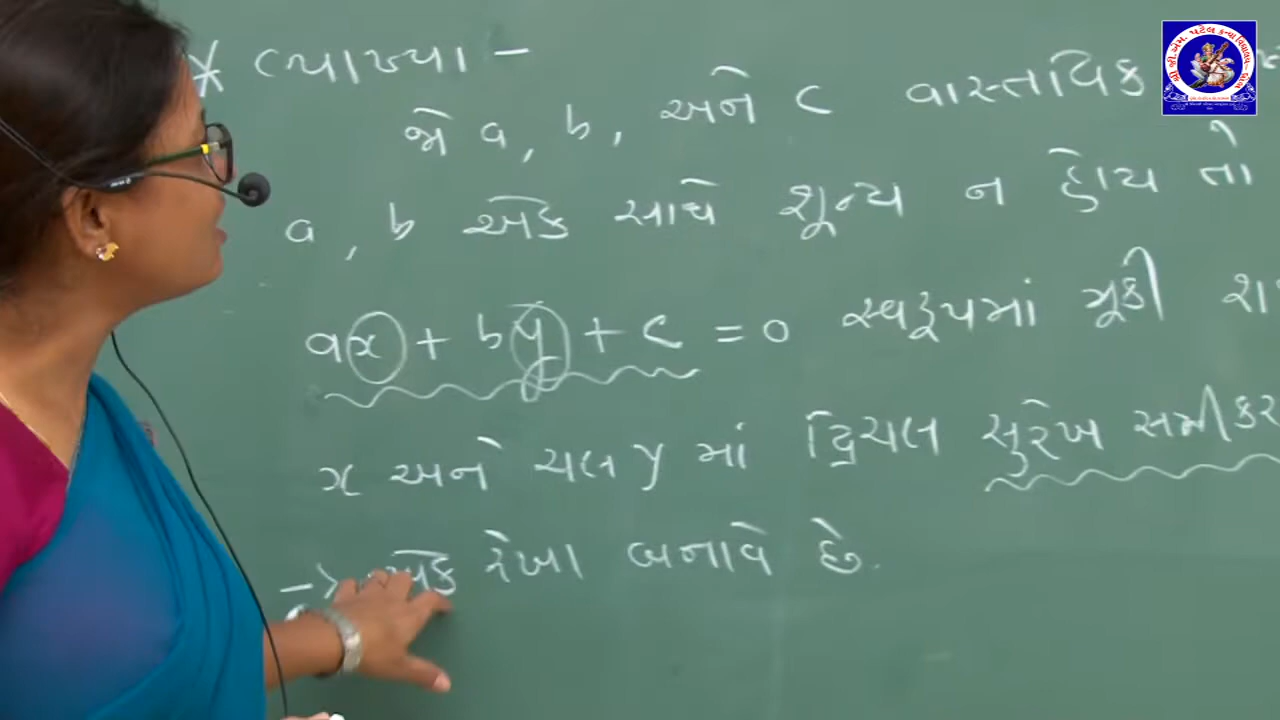 * વ્યાખ્યા -
જો a, b, અને c વાસ્તવિક
a, b એક સાથે શૂન્ય ન હોય તો
ax + by + c = 0 સ્વરૂપમાં મૂકી
x અને ચલ y માં દ્વિચલ સુરેખ સમીકર
-> એક રેખા બનાવે છે.